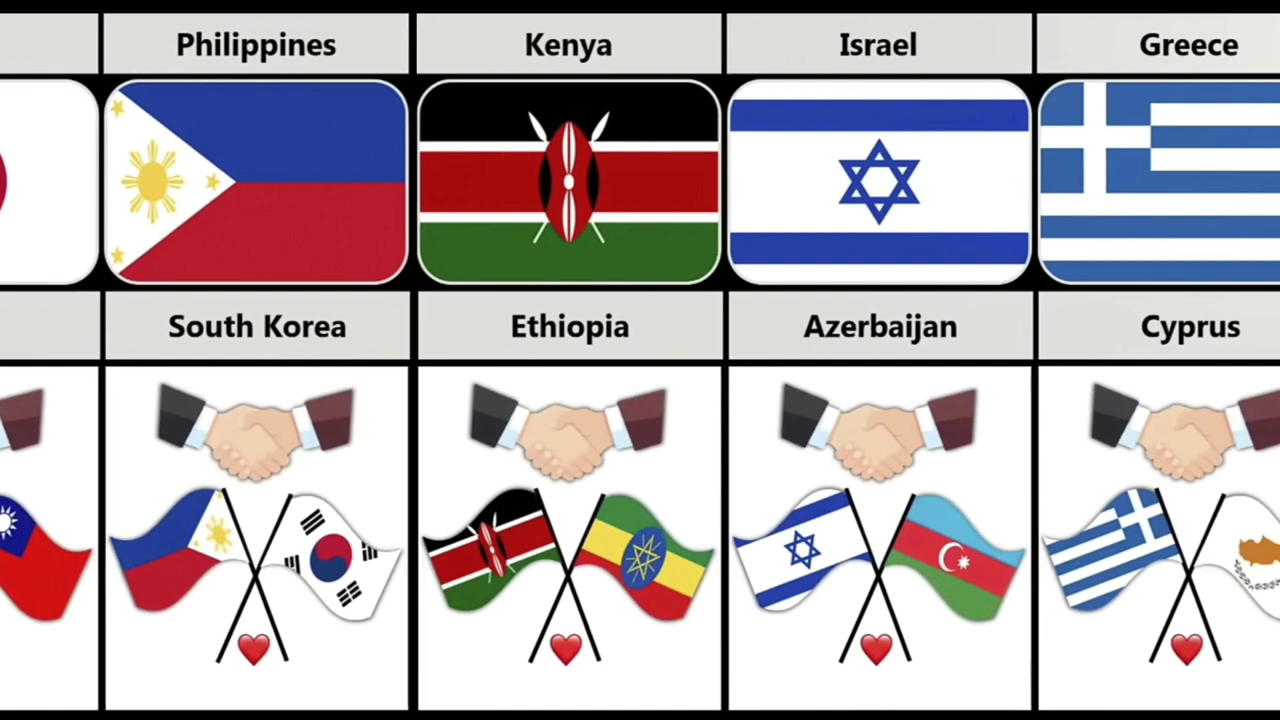 Philippines
Kenya
Israel
Greece
South Korea
Ethiopia
Azerbaijan
Cyprus